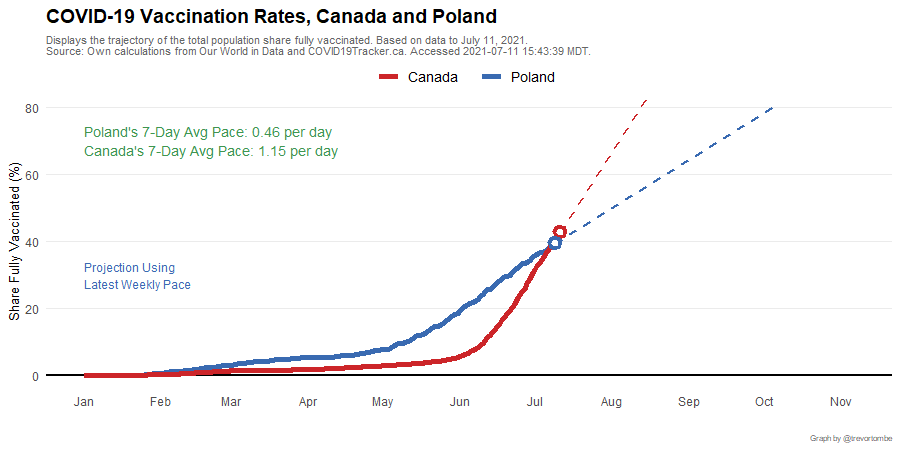 COVID-19 Vaccination Rates, Canada and Poland
Displays the trajectory of the total population share fully vaccinated. Based on data to July 11, 2021.
Source: Own calculations from Our World in Data and COVID19Tracker.ca. Accessed 2021-07-11 15:43:39 MDT.
Canada Poland
Share Fully Vaccinated (%)
80
Poland's 7-Day Avg Pace: 0.46 per day
Canada's 7-Day Avg Pace: 1.15 per day
60
40
Projection Using
Latest Weekly Pace
20
0
Jan Feb Mar Apr May Jun Jul Aug Sep Oct Nov
Graph by @trevortombe